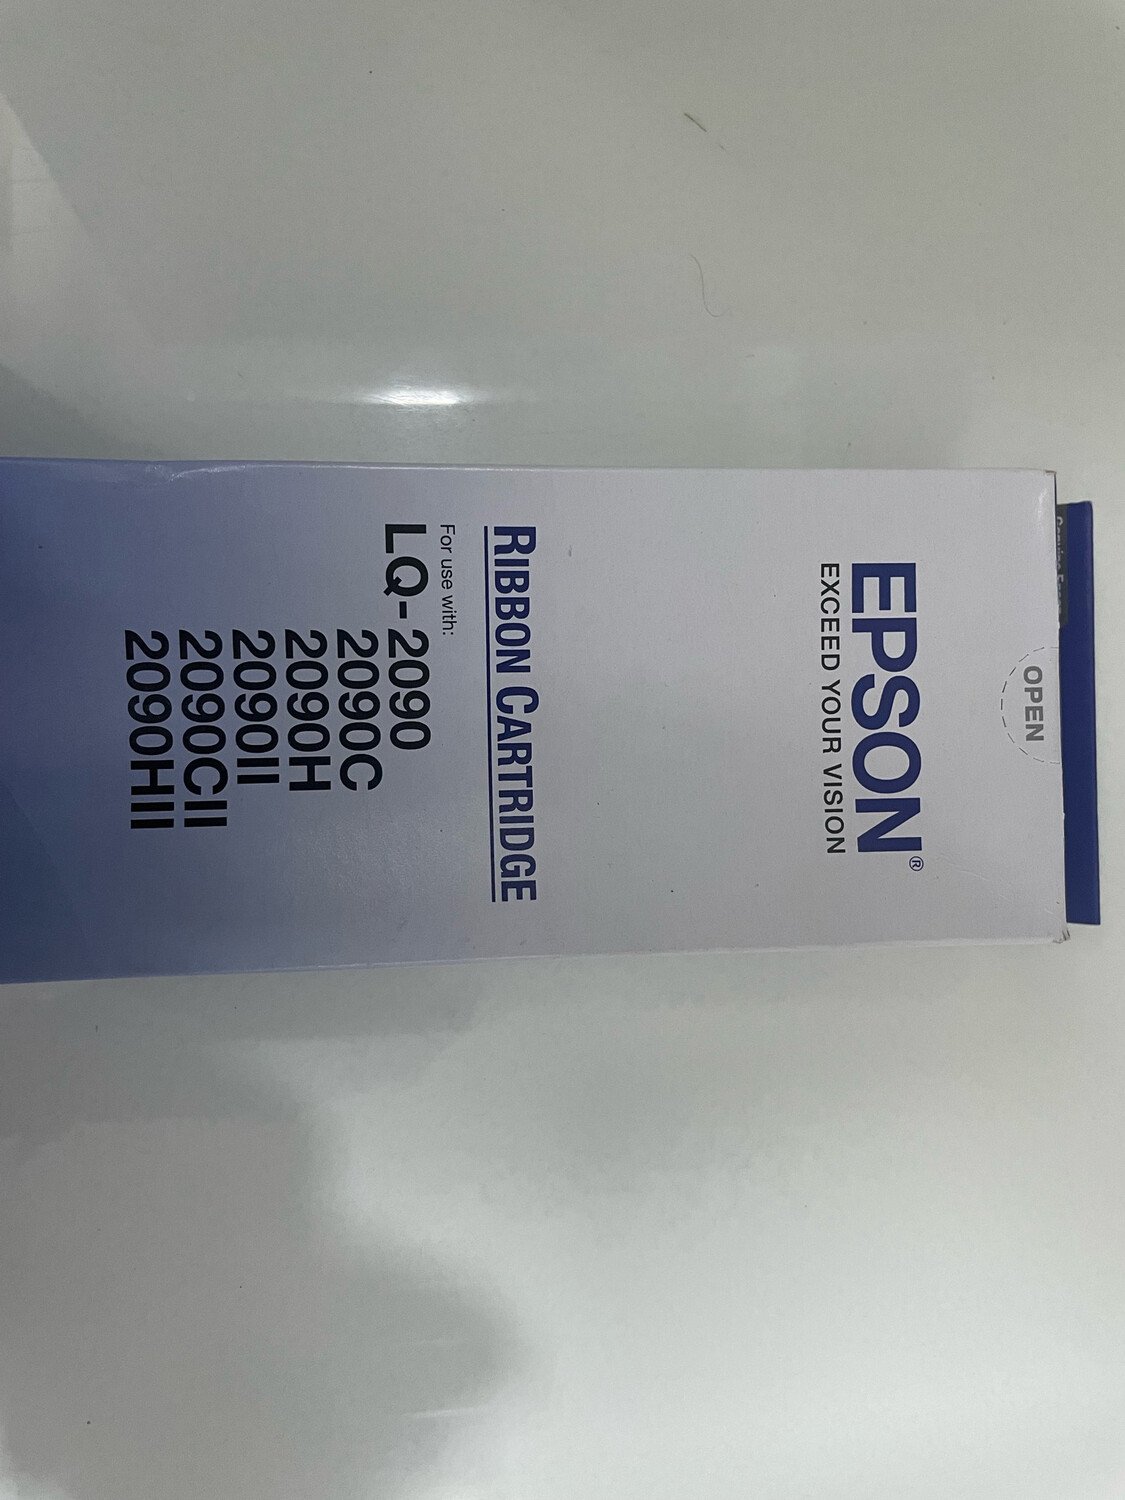 OPEN
EPSON®
EXCEED YOUR VISION
RIBBON CARTRIDGE
For use with:
LQ-2090
2090C
2090H
2090II
2090CII
2090HII